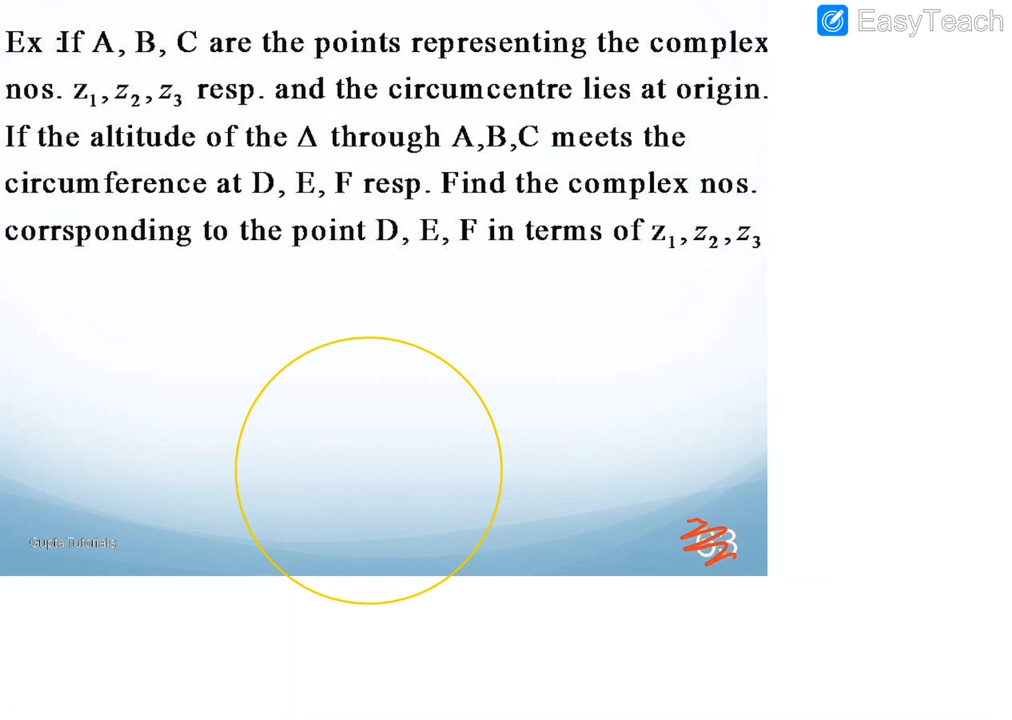 Ex :If A, B, C are the points representing the complex
nos. z₁, z₂, z₃ resp. and the circumcentre lies at origin.
If the altitude of the Δ through A,B,C meets the
circumference at D, E, F resp. Find the complex nos.
corrsponding to the point D, E, F in terms of z₁, z₂, z₃
EasyTeach
Gupta Tutorials